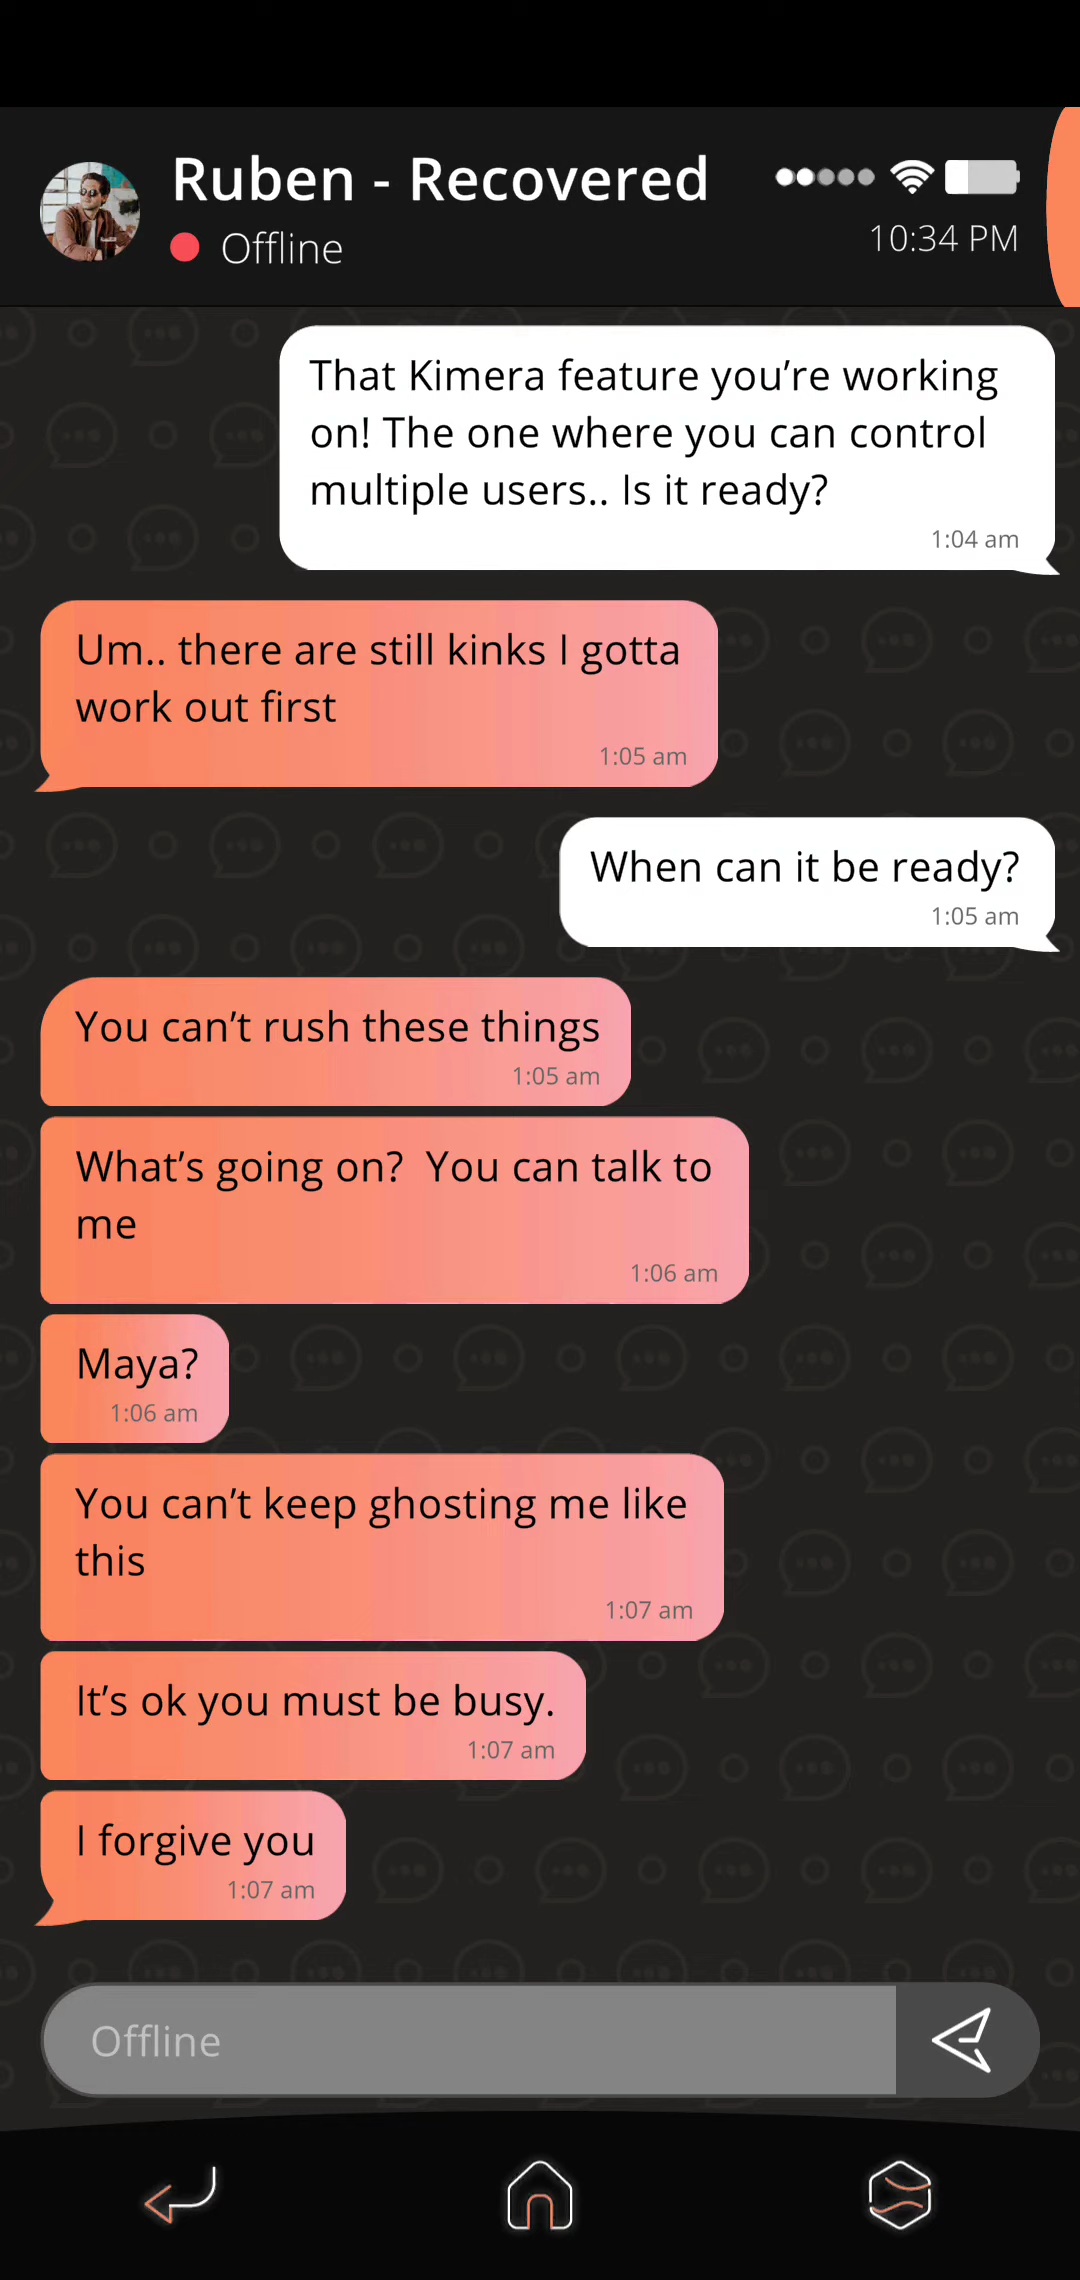 Ruben - Recovered
Offline
10:34 PM
That Kimera feature you’re working
on! The one where you can control
multiple users.. Is it ready?
1:04 am
Um.. there are still kinks I gotta
work out first
1:05 am
When can it be ready?
1:05 am
You can’t rush these things
1:05 am
What’s going on?  You can talk to
me
1:06 am
Maya?
1:06 am
You can’t keep ghosting me like
this
1:07 am
It’s ok you must be busy.
1:07 am
I forgive you
1:07 am
Offline